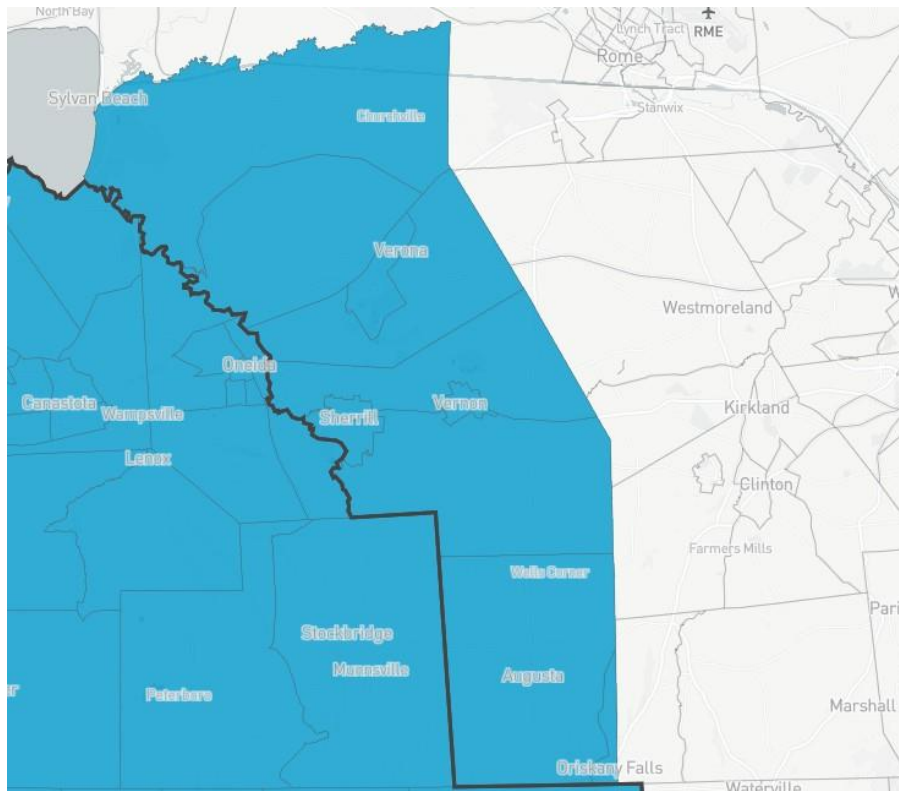 North Bay
Lynch Tract
RME
Rome
Sylvan Beach
Stanwix
Churchville
Verona
Westmoreland
Oneida
Canastota
Wampsville
Sherrill
Vernon
Kirkland
Lenox
Clinton
Farmers Mills
Wells Corner
Stockbridge
Munnsville
Augusta
Peterboro
Marshall
Oriskany Falls
Waterville